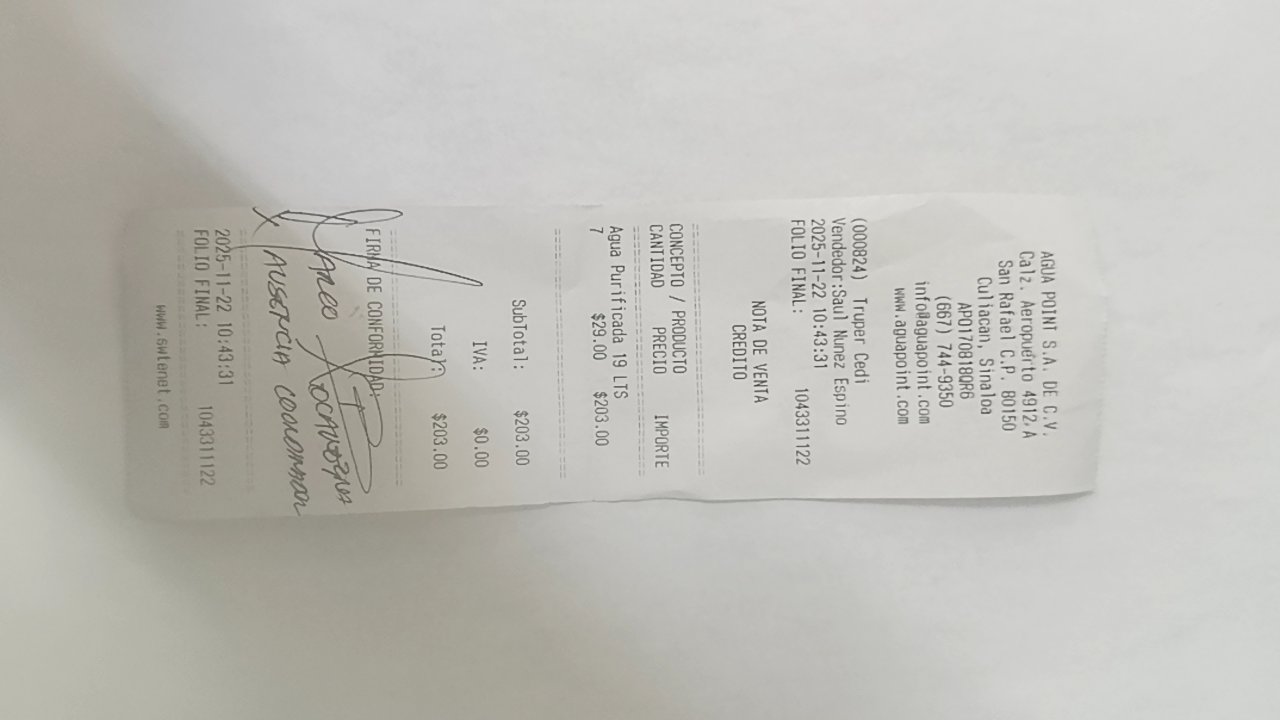 AGUA POINT S.A. DE C.V.
Calz. Aeropuerto 4912, A
San Rafael C.P. 80150
Culiacan, Sinaloa
APO170818QR6
(667) 744-9350
info@aguapoint.com
www.aguapoint.com
(000824) Truper Cedi
Vendedor:Saul Nunez Espino
2025-11-22 10:43:31
FOLIO FINAL: 1043311122
NOTA DE VENTA
CREDITO
CONCEPTO / PRODUCTO
CANTIDAD PRECIO IMPORTE
Agua Purificada 19 LTS
7 $29.00 $203.00
SubTotal: $203.00
IVA: $0.00
Total: $203.00
FIRMA DE CONFORMIDAD:
X AUSENCIA
2025-11-22 10:43:31
FOLIO FINAL: 1043311122
www.swtenet.com